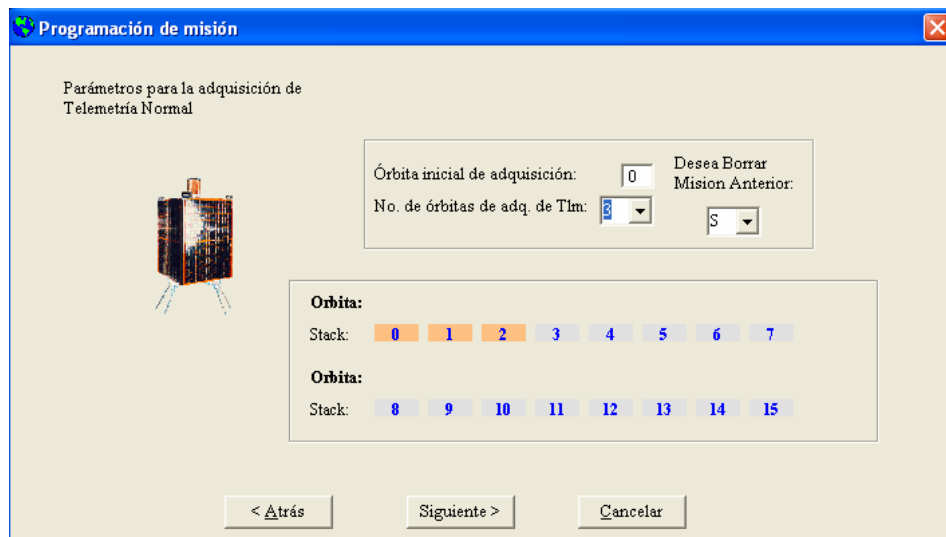 Programación de misión
Parámetros para la adquisición de
Telemetría Normal
Órbita inicial de adquisición: 0
No. de órbitas de adq. de Tlm: 3
Desea Borrar
Mision Anterior:
S
Orbita:
Stack: 0 1 2 3 4 5 6 7
Orbita:
Stack: 8 9 10 11 12 13 14 15
< Atrás Siguiente > Cancelar